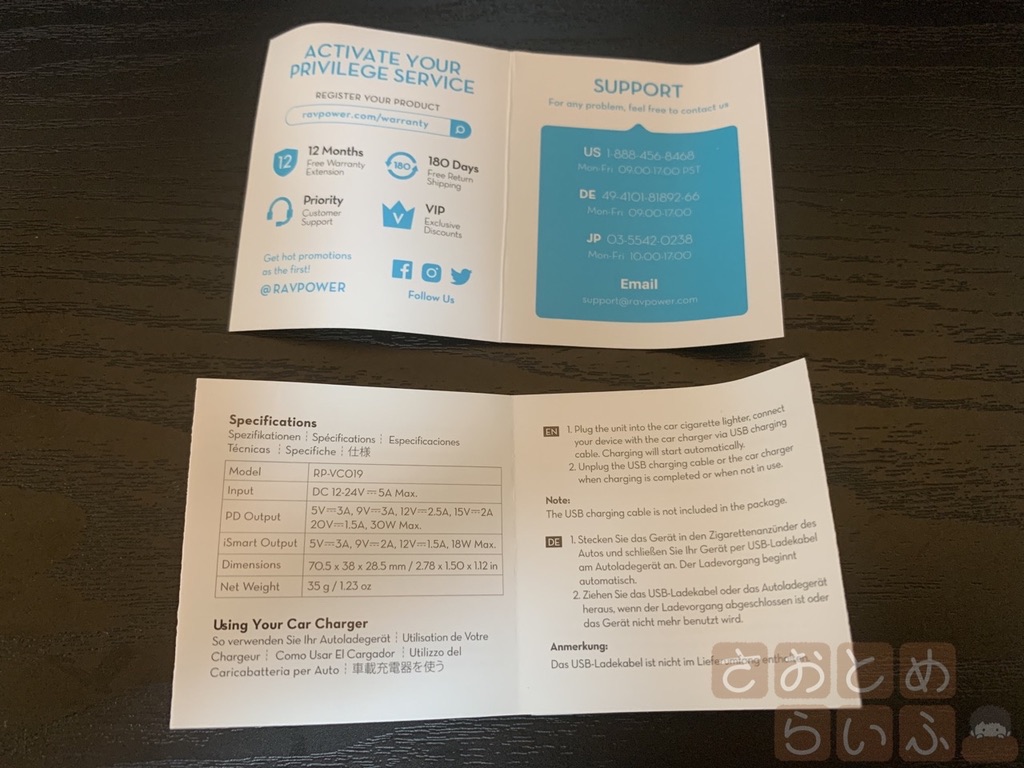 ACTIVATE YOUR
PRIVILEGE SERVICE
REGISTER YOUR PRODUCT
ravpower.com/warranty
12
12 Months
Free Warranty
Extension
180
180 Days
Free Return
Shipping
Priority
Customer
Support
V
VIP
Exclusive
Discounts
Get hot promotions
as the first!
@RAVPOWER
Follow Us
SUPPORT
For any problem, feel free to contact us
US 1-888-456-8468
Mon-Fri 09:00-17:00 PST
DE 49-4101-81892-66
Mon-Fri 09:00-17:00
JP 03-5542-0238
Mon-Fri 10:00-17:00
Email
support@ravpower.com
Specifications
Spezifikationen ⁝ Spécifications ⁝ Especificaciones
Técnicas ⁝ Specifiche ⁝ 仕様
Model RP-VC019
Input DC 12-24V⎓5A Max.
PD Output 5V⎓3A, 9V⎓3A, 12V⎓2.5A, 15V⎓2A
20V⎓1.5A, 30W Max.
iSmart Output 5V⎓3A, 9V⎓2A, 12V⎓1.5A, 18W Max.
Dimensions 70.5 x 38 x 28.5 mm / 2.78 x 1.50 x 1.12 in
Net Weight 35 g / 1.23 oz
Using Your Car Charger
So verwenden Sie Ihr Autoladegerät ⁝ Utilisation de Votre
Chargeur ⁝ Como Usar El Cargador ⁝ Utilizzo del
Caricabatteria per Auto ⁝ 車載充電器を使う
EN 1. Plug the unit into the car cigarette lighter, connect
your device with the car charger via USB charging
cable. Charging will start automatically.
2. Unplug the USB charging cable or the car charger
when charging is completed or when not in use.
Note:
The USB charging cable is not included in the package.
DE 1. Stecken Sie das Gerät in den Zigarettenanzünder des
Autos und schließen Sie Ihr Gerät per USB-Ladekabel
am Autoladegerät an. Der Ladevorgang beginnt
automatisch.
2. Ziehen Sie das USB-Ladekabel oder das Autoladegerät
heraus, wenn der Ladevorgang abgeschlossen ist oder
das Gerät nicht mehr benutzt wird.
Anmerkung:
Das USB-Ladekabel ist nicht im Lieferumfang enthalten.
さおとめ
らいふ